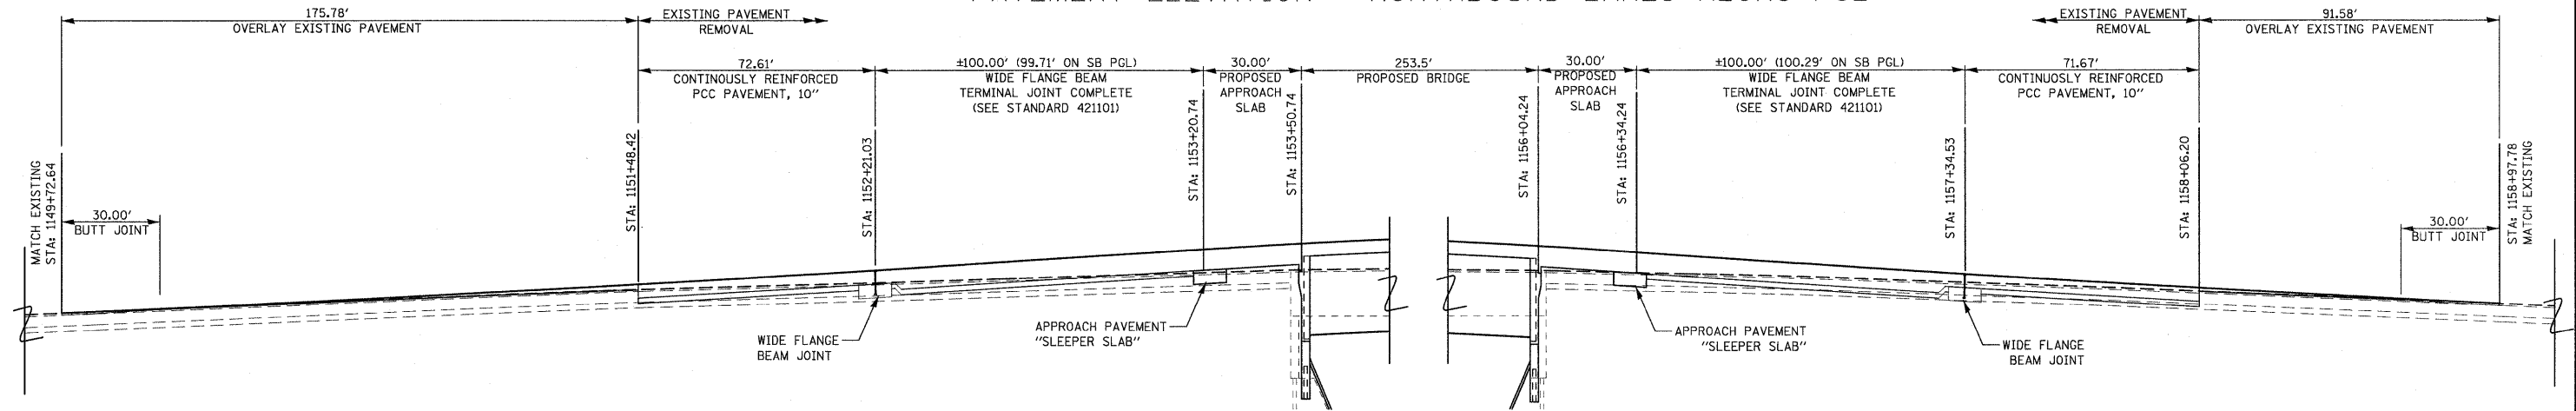 175.78'
OVERLAY EXISTING PAVEMENT
EXISTING PAVEMENT
REMOVAL
EXISTING PAVEMENT
REMOVAL
91.58'
OVERLAY EXISTING PAVEMENT
72.61'
CONTINOUSLY REINFORCED
PCC PAVEMENT, 10"
±100.00' (99.71' ON SB PGL)
WIDE FLANGE BEAM
TERMINAL JOINT COMPLETE
(SEE STANDARD 421101)
30.00'
PROPOSED
APPROACH
SLAB
253.5'
PROPOSED BRIDGE
30.00'
PROPOSED
APPROACH
SLAB
±100.00' (100.29' ON SB PGL)
WIDE FLANGE BEAM
TERMINAL JOINT COMPLETE
(SEE STANDARD 421101)
71.67'
CONTINUOSLY REINFORCED
PCC PAVEMENT, 10"
MATCH EXISTING
STA: 1149+72.64
STA: 1151+48.42
STA: 1152+21.03
STA: 1153+20.74
STA: 1153+50.74
STA: 1156+04.24
STA: 1156+34.24
STA: 1157+34.53
STA: 1158+06.20
STA: 1158+97.78
MATCH EXISTING
30.00'
BUTT JOINT
30.00'
BUTT JOINT
WIDE FLANGE
BEAM JOINT
APPROACH PAVEMENT
"SLEEPER SLAB"
APPROACH PAVEMENT
"SLEEPER SLAB"
WIDE FLANGE
BEAM JOINT